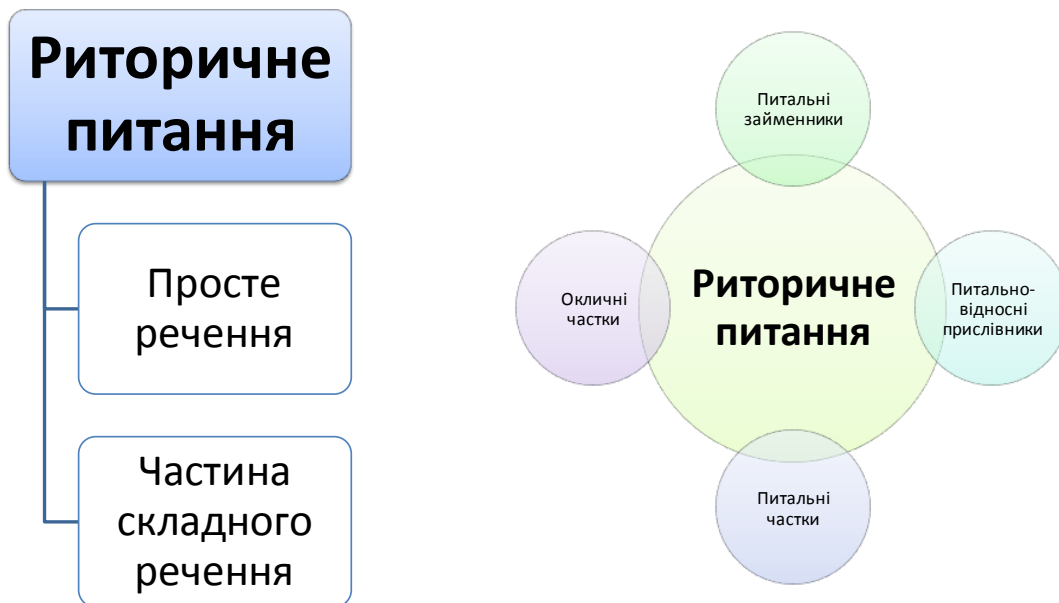 Риторичне
питання
Просте
речення
Частина
складного
речення
Питальні
займенники
Окличні
частки
Риторичне
питання
Питально-
відносні
прислівники
Питальні
частки